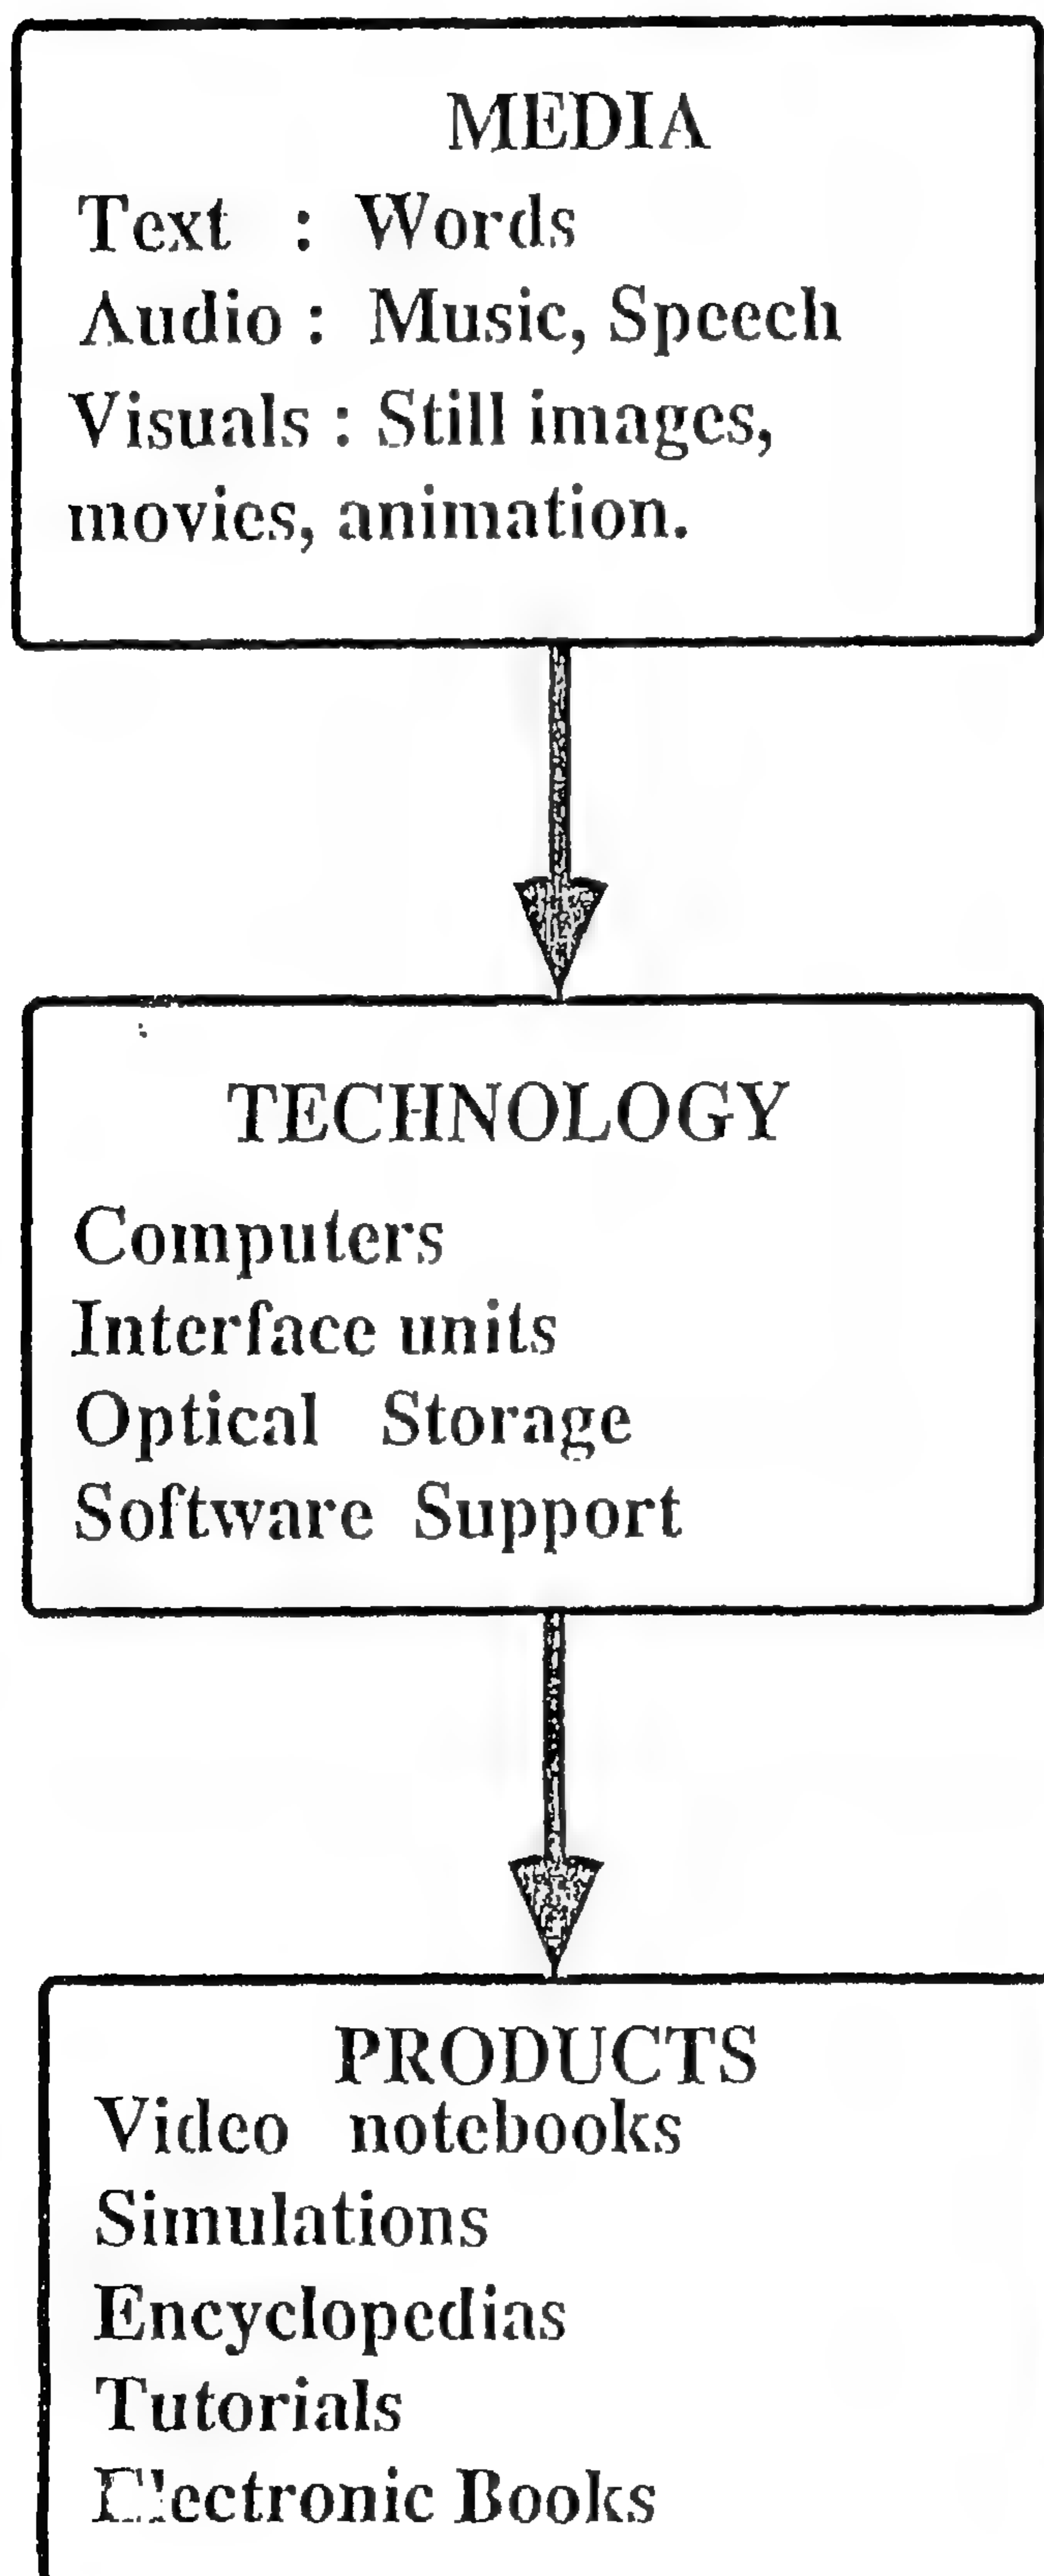 MEDIA
Text : Words
Audio : Music, Speech
Visuals : Still images,
movies, animation.
TECHNOLOGY
Computers
Interface units
Optical Storage
Software Support
PRODUCTS
Video notebooks
Simulations
Encyclopedias
Tutorials
Electronic Books